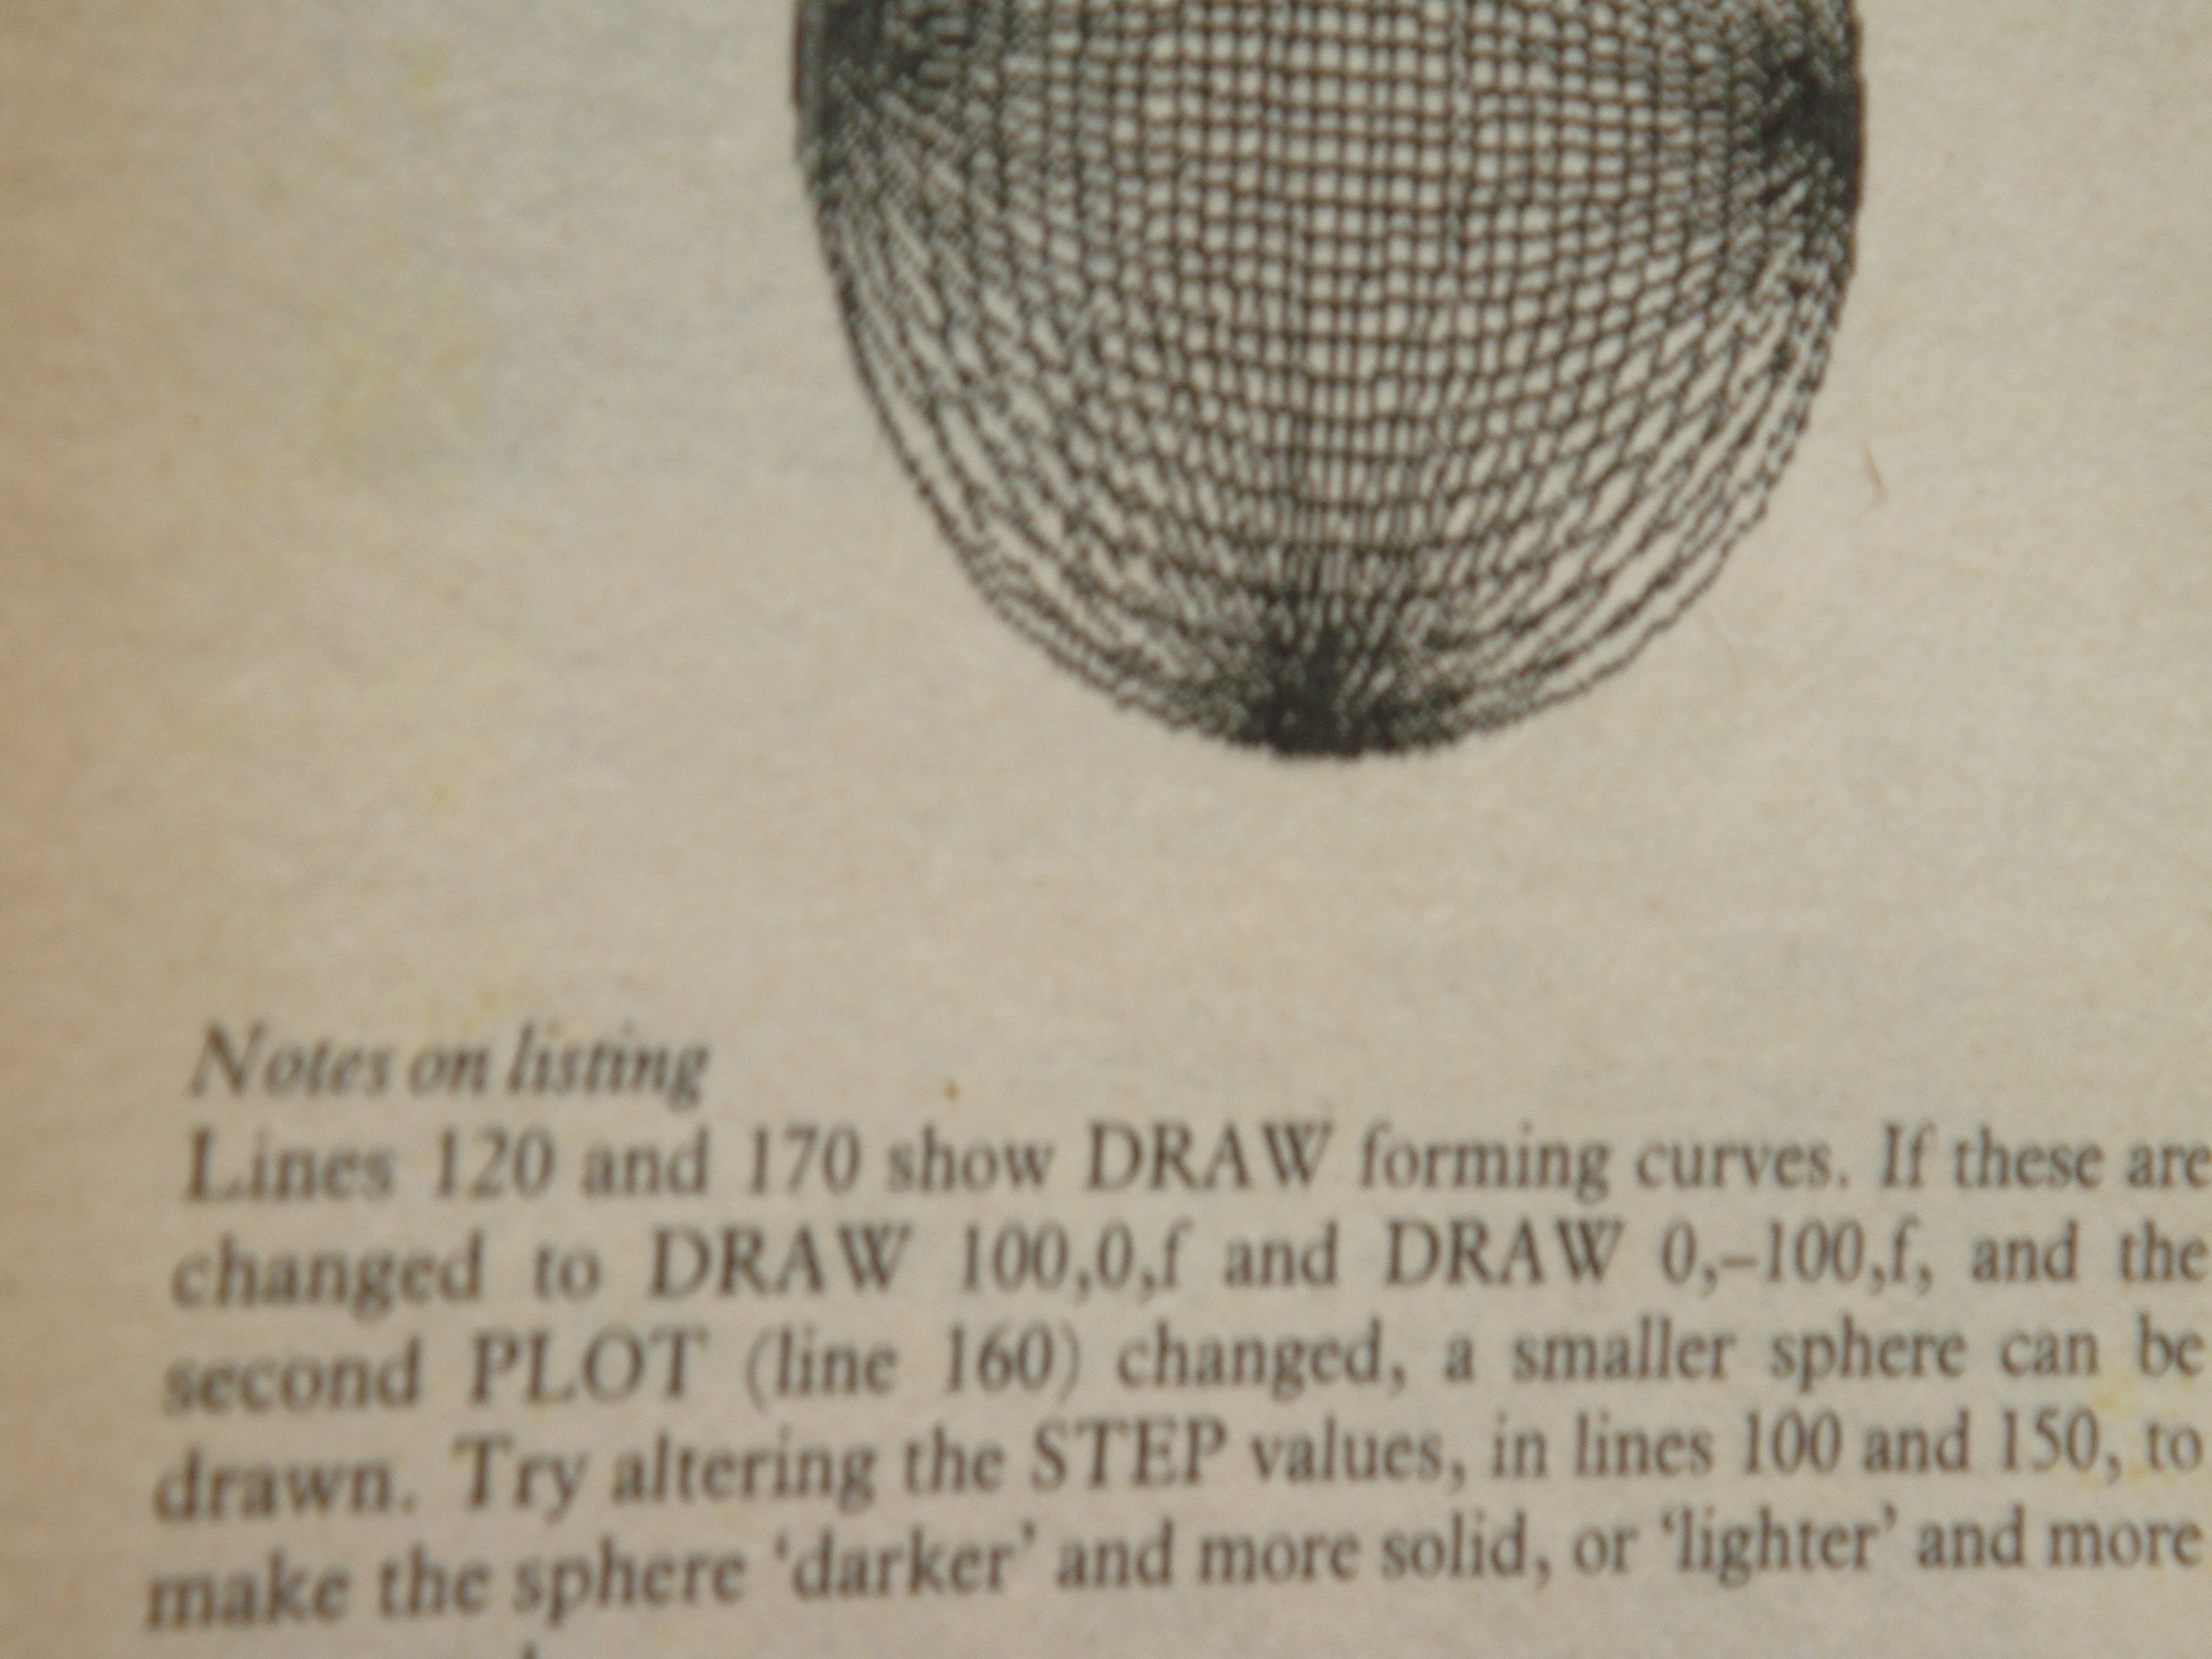 Notes on listing
Lines 120 and 170 show DRAW forming curves. If these are
changed to DRAW 100,0,f and DRAW 0,–100,f, and the
second PLOT (line 160) changed, a smaller sphere can be
drawn. Try altering the STEP values, in lines 100 and 150, to
make the sphere ‘darker’ and more solid, or ‘lighter’ and more